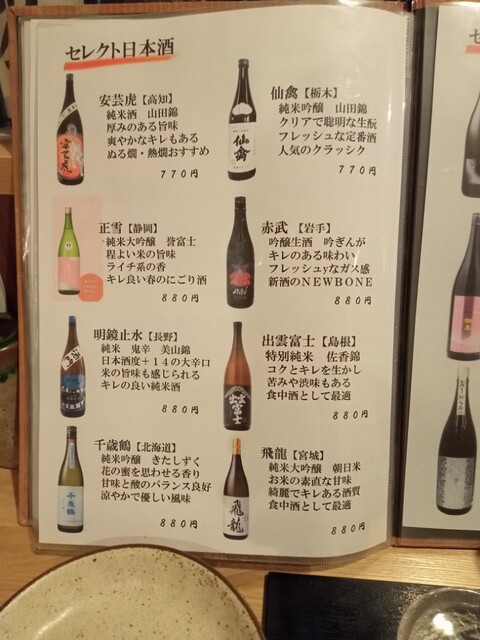 セレクト日本酒
安芸虎【高知】
純米酒 山田錦
厚みのある旨味
爽やかなキレもある
ぬる燗・熱燗おすすめ
770円
正雪【静岡】
純米大吟醸 誉富士
程よい米の旨味
ライチ系の香
キレ良い春のにごり酒
880円
明鏡止水【長野】
純米 鬼辛 美山錦
日本酒度+14の大辛口
米の旨味も感じられる
キレの良い純米酒
880円
千歳鶴【北海道】
純米吟醸 きたしずく
花の蜜を思わせる香り
甘味と酸のバランス良好
涼やかで優しい風味
880円
仙禽【栃木】
純米吟醸 山田錦
クリアで聡明な生酛
フレッシュな定番酒
人気のクラッシク
770円
赤武【岩手】
吟醸生酒 吟ぎんが
キレのある味わい
フレッシュyなガス感
新酒のNEWBONE
880円
出雲富士【島根】
特別純米 佐香錦
コクとキレを生かし
苦みや渋味もある
食中酒として最適
880円
飛龍【宮城】
純米大吟醸 朝日米
お米の素直な甘味
綺麗でキレある酒質
食中酒として最適
880円
安芸虎
仙禽
千歳鶴
出雲富士
飛龍
セ